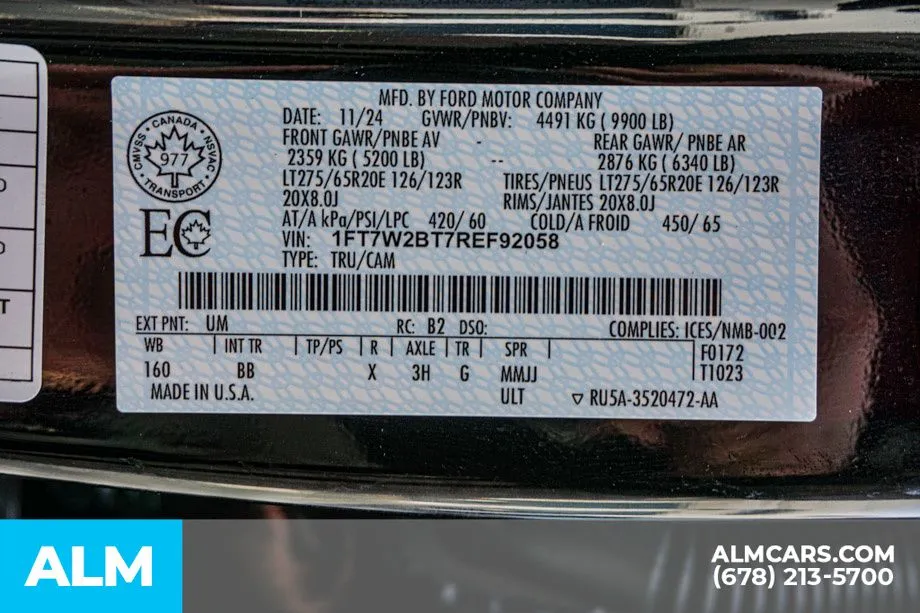 MFD. BY FORD MOTOR COMPANY
DATE: 11/24 GVWR/PNBV: 4491 KG ( 9900 LB)
FRONT GAWR/PNBE AV - REAR GAWR/ PNBE AR
2359 KG ( 5200 LB) -- 2876 KG ( 6340 LB)
LT275/65R20E 126/123R TIRES/PNEUS LT275/65R20E 126/123R
20X8.0J RIMS/JANTES 20X8.0J
AT/A kPa/PSI/LPC 420/ 60 COLD/A FROID 450/ 65
VIN: 1FT7W2BT7REF92058
TYPE: TRU/CAM
CMVSS · CANADA · NSVAC
977
· TRANSPORT ·
EC
EXT PNT: UM RC: B2 DSO: COMPLIES: ICES/NMB-002
WB INT TR TP/PS R AXLE TR SPR F0172
160 BB X 3H G MMJJ T1023
MADE IN U.S.A. ULT ▽ RU5A-3520472-AA
D
D
T
ALM
ALMCARS.COM
(678) 213-5700